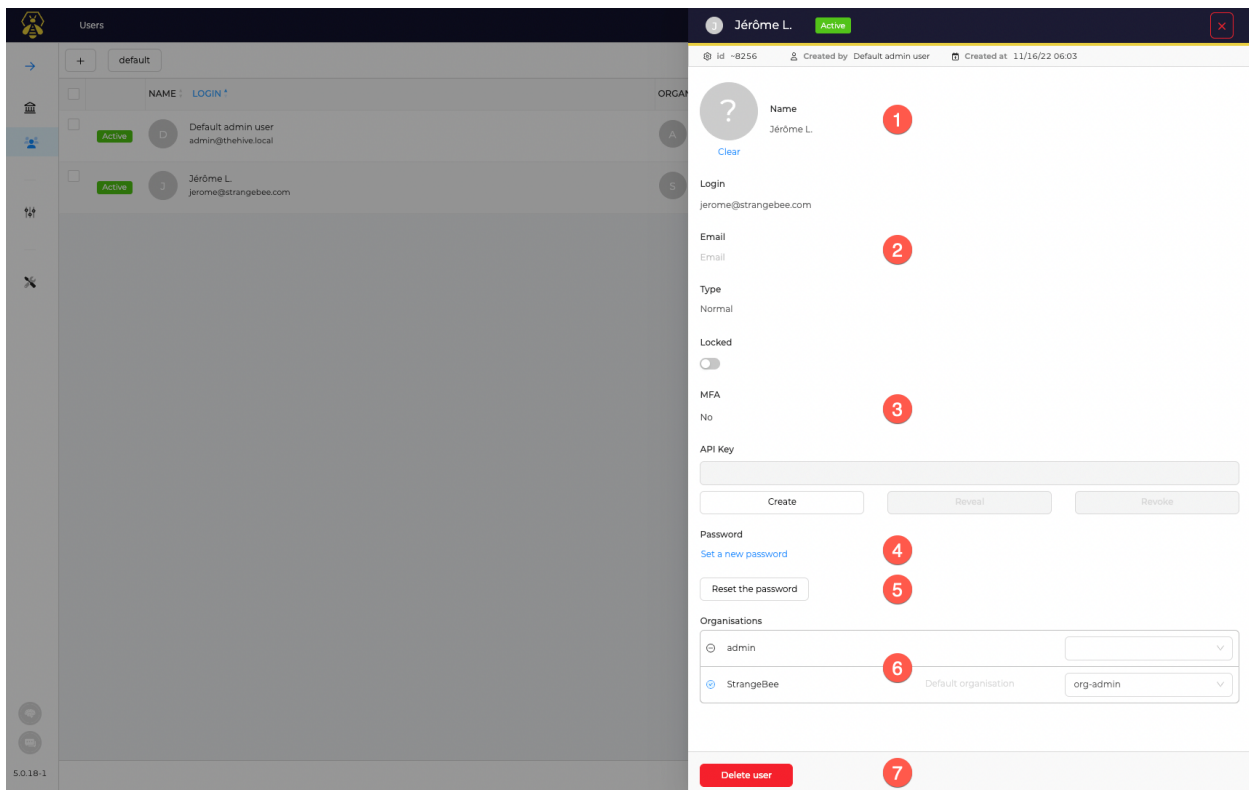 Users
+ default
NAME LOGIN ORGAN
Active D Default admin user A
admin@thehive.local
Active J Jérôme L. S
jerome@strangebee.com
5.0.18-1
J Jérôme L. Active
id ~8256 Created by Default admin user Created at 11/16/22 06:03
?
Name
Jérôme L.
1
Clear
Login
jerome@strangebee.com
Email
Email
2
Type
Normal
Locked
MFA
No
3
API Key
Create Reveal Revoke
Password
Set a new password
4
Reset the password
5
Organisations
admin
6
StrangeBee Default organisation org-admin
Delete user
7